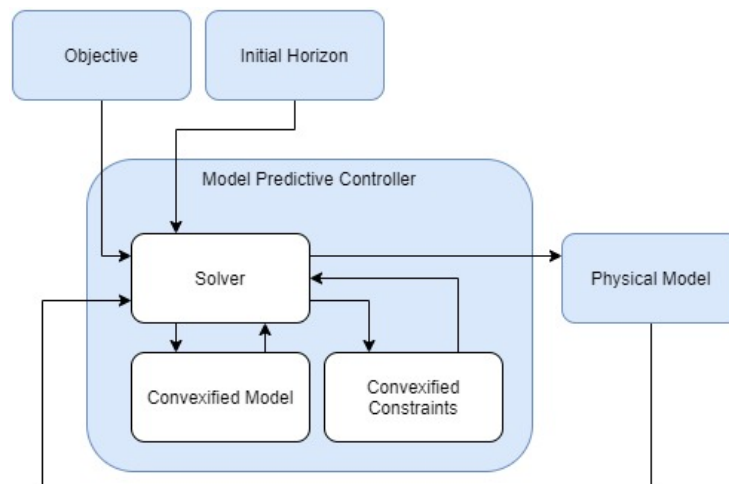 Objective
Initial Horizon
Model Predictive Controller
Solver
Physical Model
Convexified Model
Convexified
Constraints